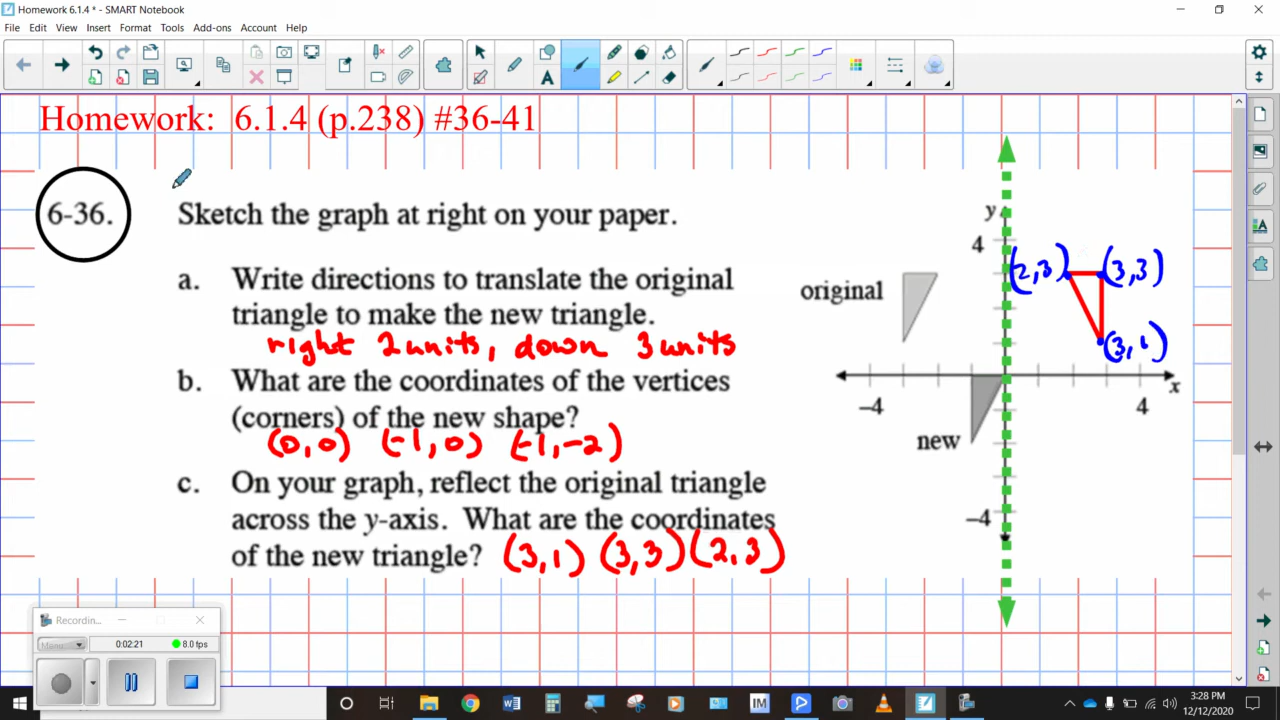 Homework 6.1.4 * - SMART Notebook
File Edit View Insert Format Tools Add-ons Account Help
Homework: 6.1.4 (p.238) #36-41
6-36. Sketch the graph at right on your paper.
a. Write directions to translate the original
triangle to make the new triangle.
right 2 units, down 3 units
b. What are the coordinates of the vertices
(corners) of the new shape?
(0,0) (-1,0) (-1,-2)
c. On your graph, reflect the original triangle
across the y-axis. What are the coordinates
of the new triangle? (3,1) (3,3) (2,3)
y
4
(2,3) (3,3)
original
(3,1)
x
-4 4
new
-4
Recordin...
Menu
0:02:21 8.0 fps
A
A
IM
3:28 PM
12/12/2020